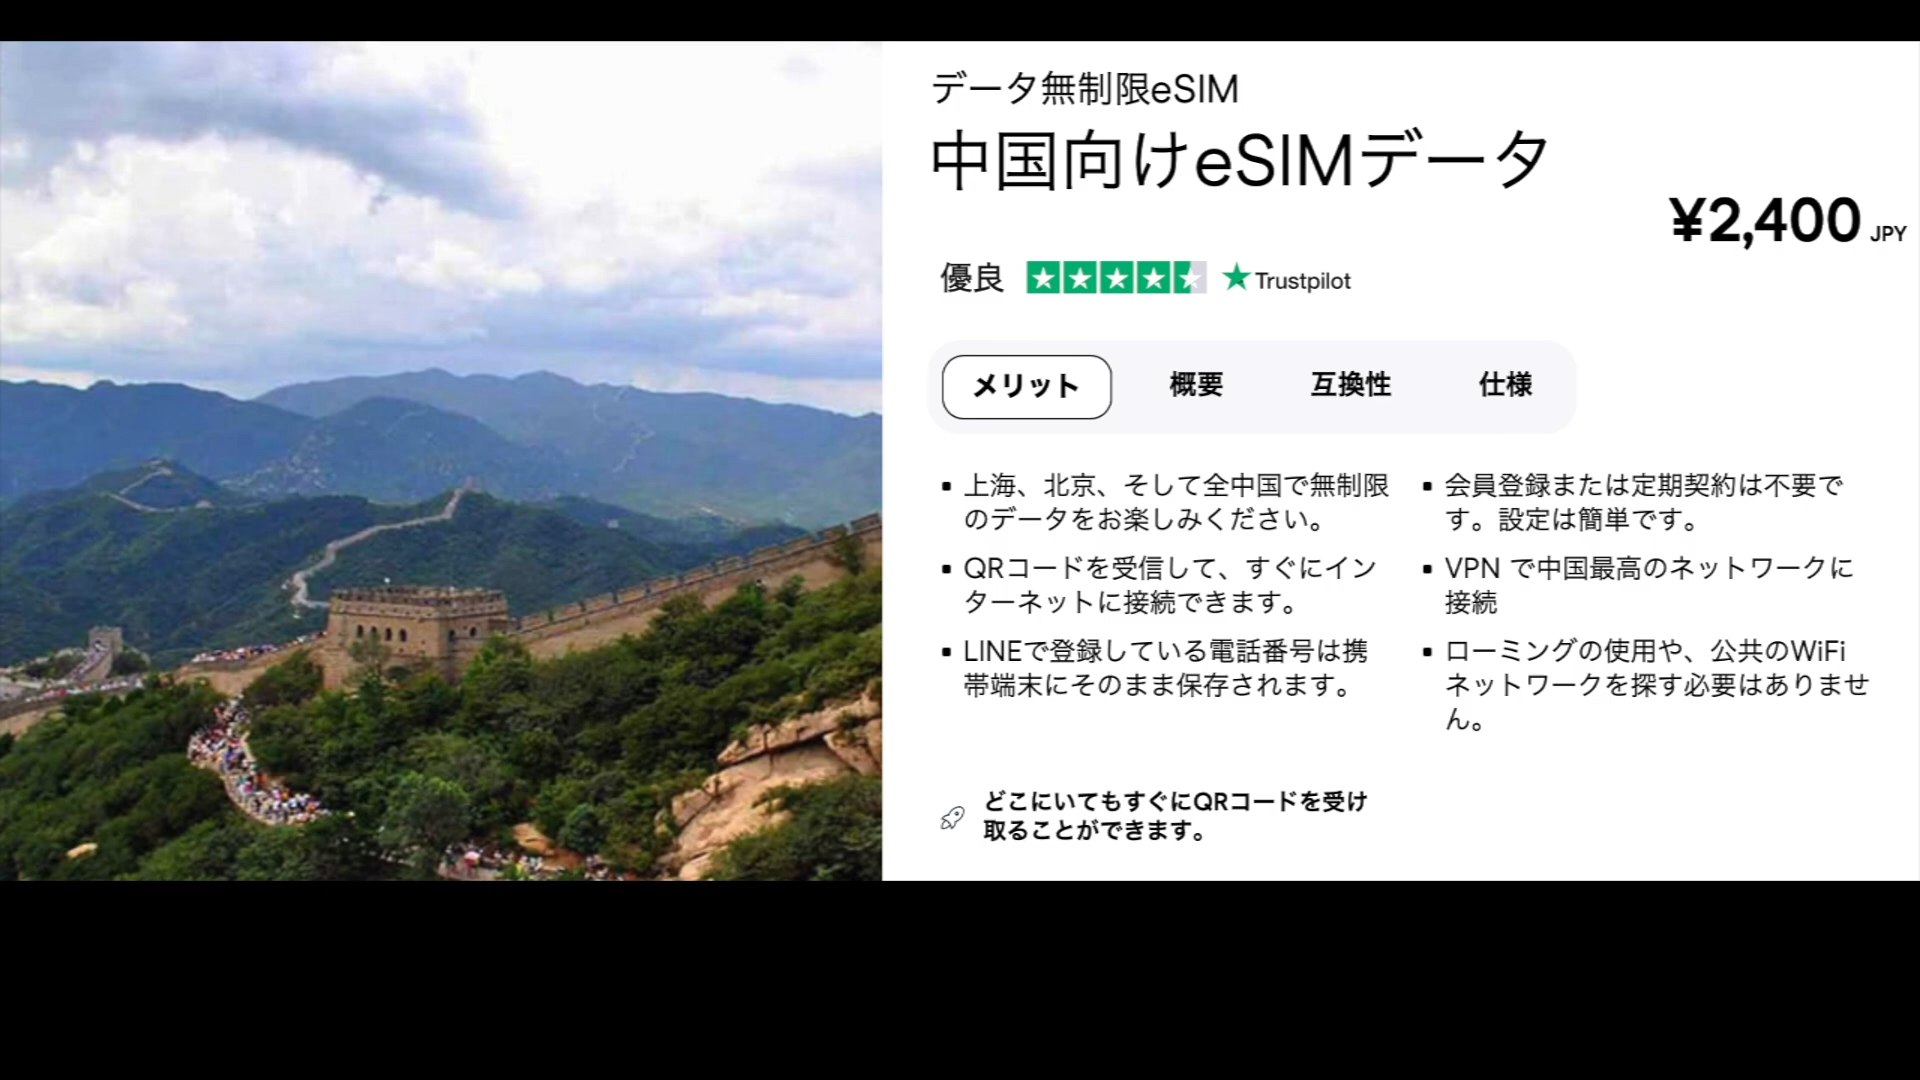 データ無制限eSIM
中国向けeSIMデータ
¥2,400 JPY
優良 Trustpilot
メリット 概要 互換性 仕様
上海、北京、そして全中国で無制限
のデータをお楽しみください。
QRコードを受信して、すぐにイン
ターネットに接続できます。
LINEで登録している電話番号は携
帯端末にそのまま保存されます。
会員登録または定期契約は不要で
す。設定は簡単です。
VPN で中国最高のネットワークに
接続
ローミングの使用や、公共のWiFi
ネットワークを探す必要はありませ
ん。
どこにいてもすぐにQRコードを受け
取ることができます。